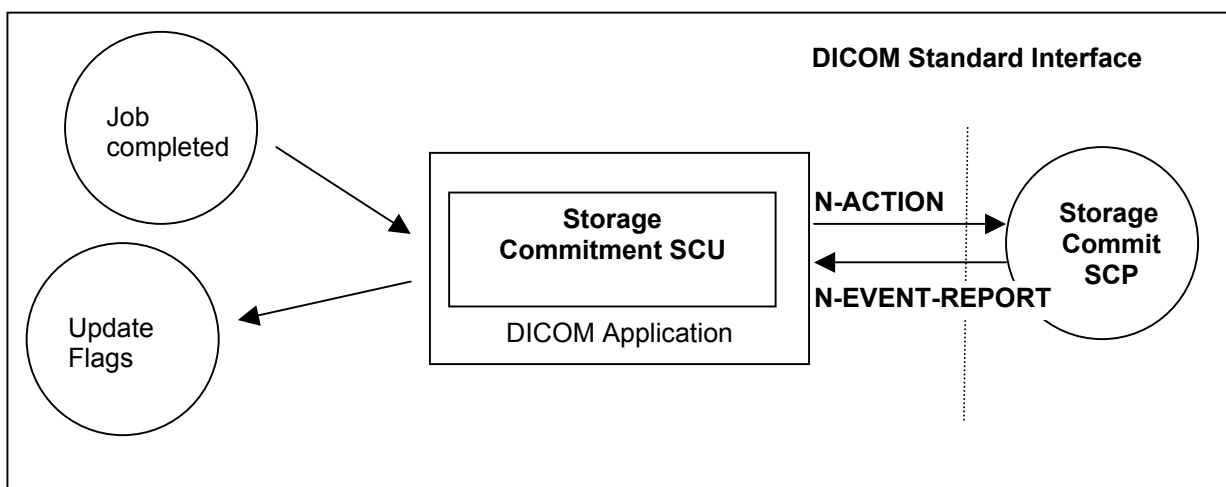 DICOM Standard Interface
Job
completed
Storage
Commitment SCU
DICOM Application
N-ACTION
N-EVENT-REPORT
Storage
Commit
SCP
Update
Flags